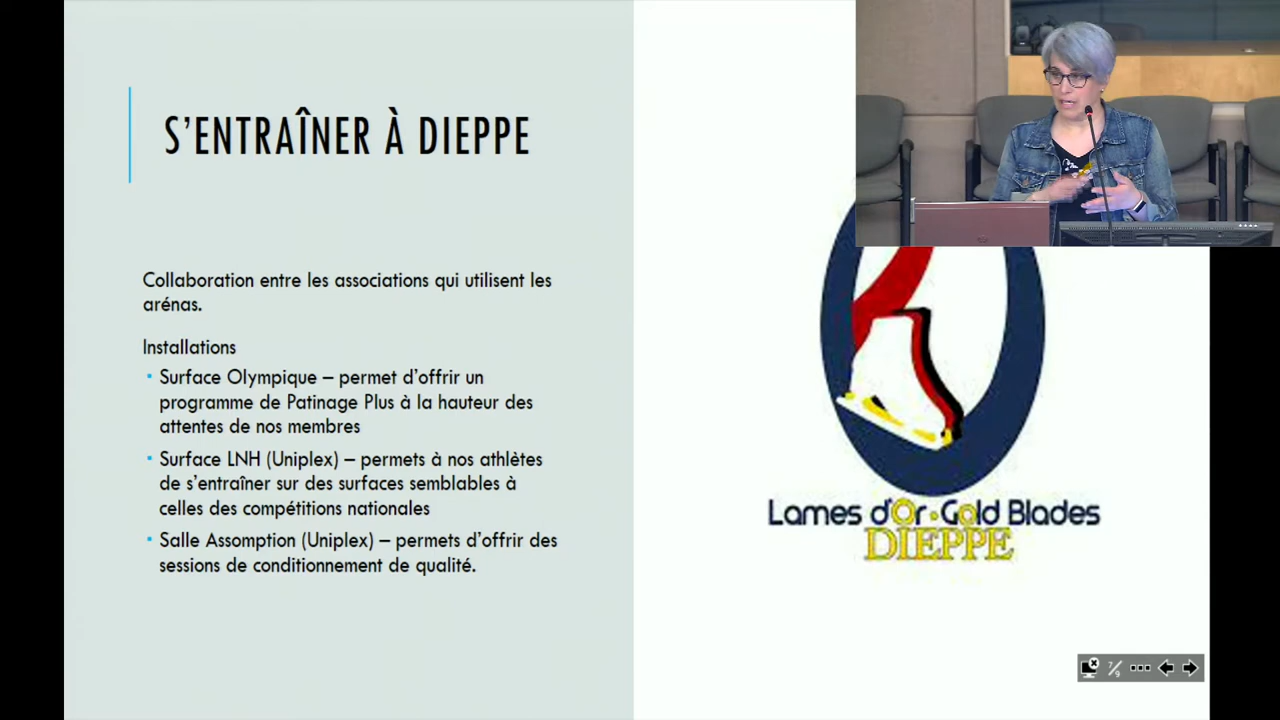 S'ENTRAÎNER À DIEPPE
Collaboration entre les associations qui utilisent les
arénas.
Installations
▪ Surface Olympique – permet d'offrir un
programme de Patinage Plus à la hauteur des
attentes de nos membres
▪ Surface LNH (Uniplex) – permets à nos athlètes
de s'entraîner sur des surfaces semblables à
celles des compétitions nationales
▪ Salle Assomption (Uniplex) – permets d'offrir des
sessions de conditionnement de qualité.
Lames d'Or • Gold Blades
DIEPPE
7/9